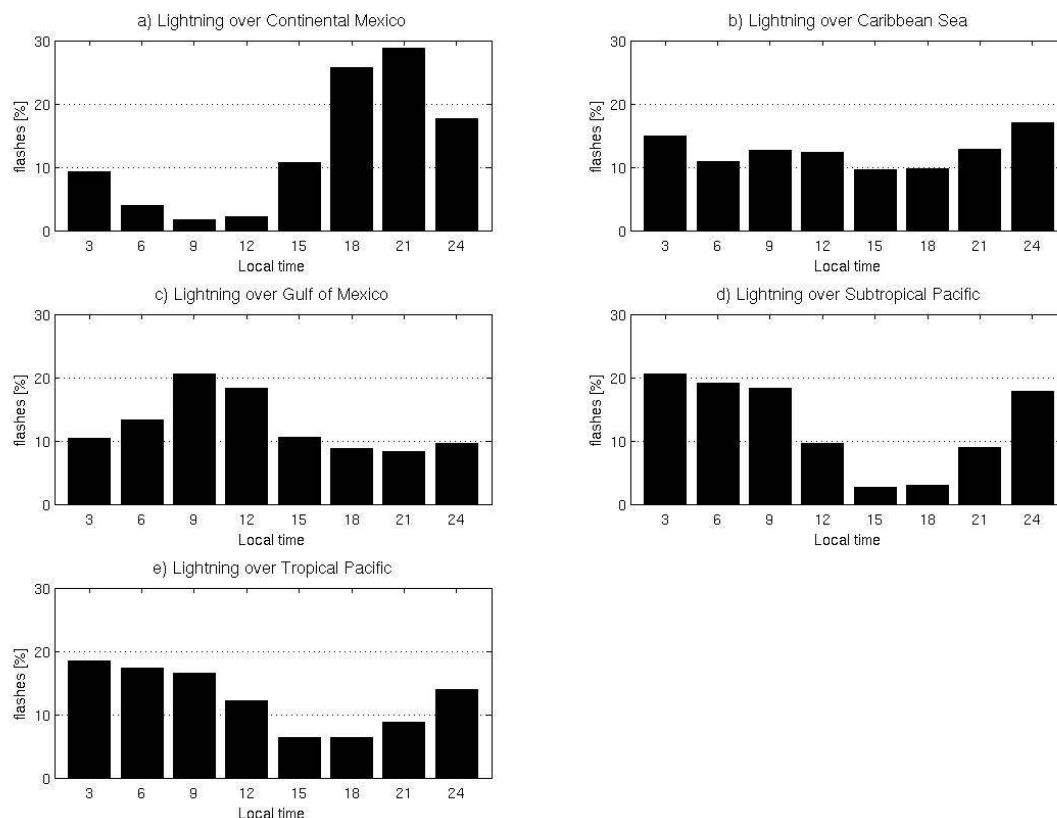 a) Lightning over Continental Mexico
flashes [%]
30
20
10
0
3 6 9 12 15 18 21 24
Local time
b) Lightning over Caribbean Sea
flashes [%]
30
20
10
0
3 6 9 12 15 18 21 24
Local time
c) Lightning over Gulf of Mexico
flashes [%]
30
20
10
0
3 6 9 12 15 18 21 24
Local time
d) Lightning over Subtropical Pacific
flashes [%]
30
20
10
0
3 6 9 12 15 18 21 24
Local time
e) Lightning over Tropical Pacific
flashes [%]
30
20
10
0
3 6 9 12 15 18 21 24
Local time